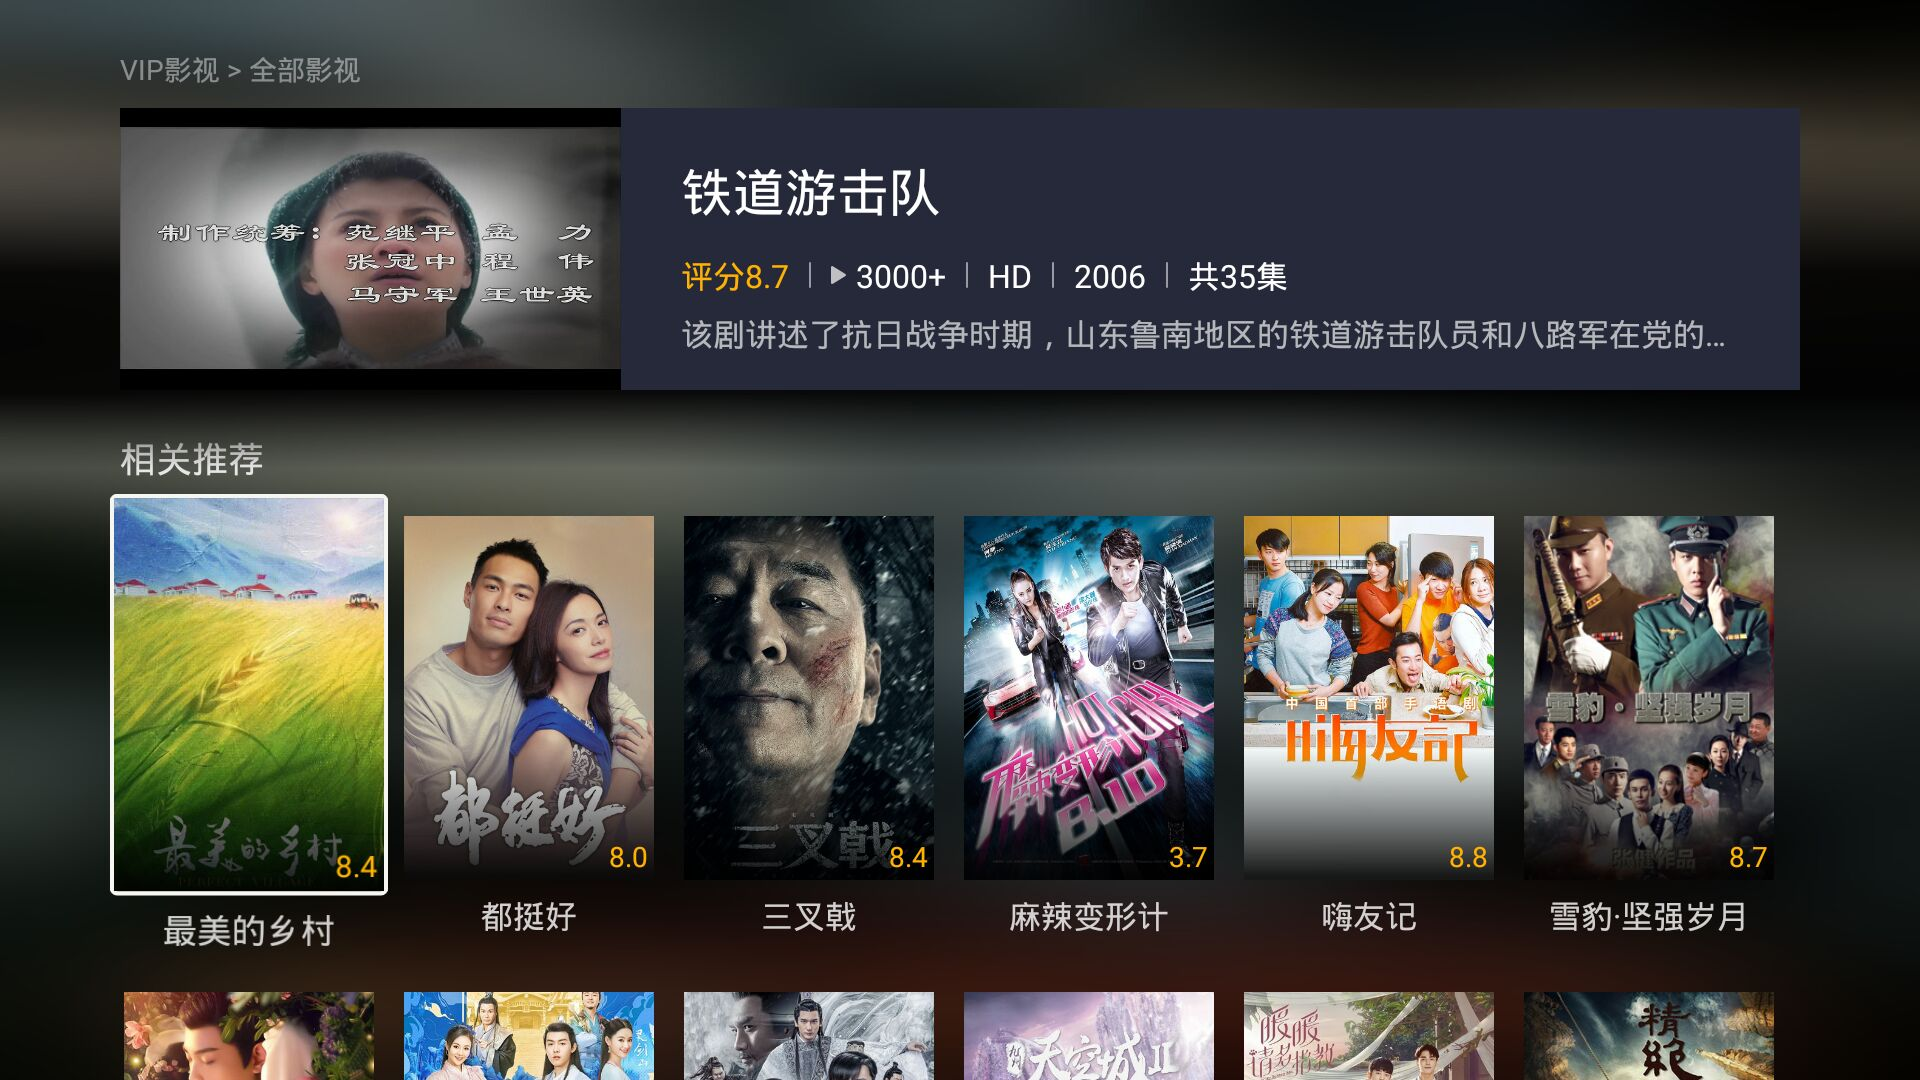 VIP影视 > 全部影视
制作统筹：苑继平 孟 力
张冠中 程 伟
马守军 王世英
铁道游击队
评分8.7 | ▶ 3000+ | HD | 2006 | 共35集
该剧讲述了抗日战争时期，山东鲁南地区的铁道游击队员和八路军在党的...
相关推荐
最美的乡村
8.4
最美的乡村
都挺好
8.0
都挺好
三叉戟
8.4
三叉戟
HOT GIRL
麻辣变形计
8.10
3.7
麻辣变形计
中国首部手语剧
嗨友記
8.8
嗨友记
雪豹·坚强岁月
张健作品
8.7
雪豹·坚强岁月
天空城II
暖暖
请多指教
精絶